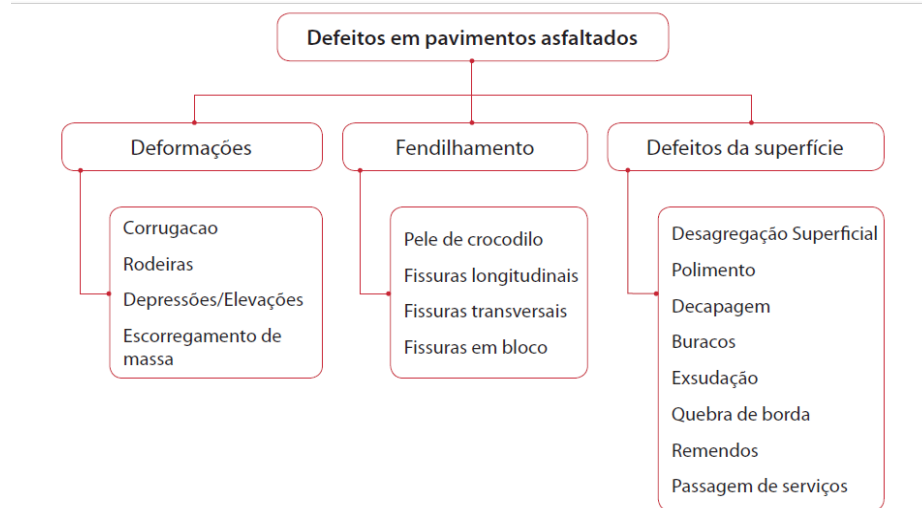 Defeitos em pavimentos asfaltados
Deformações
Fendilhamento
Defeitos da superfície
Corrugacao
Rodeiras
Depressões/Elevações
Escorregamento de
massa
Pele de crocodilo
Fissuras longitudinais
Fissuras transversais
Fissuras em bloco
Desagregação Superficial
Polimento
Decapagem
Buracos
Exsudação
Quebra de borda
Remendos
Passagem de serviços